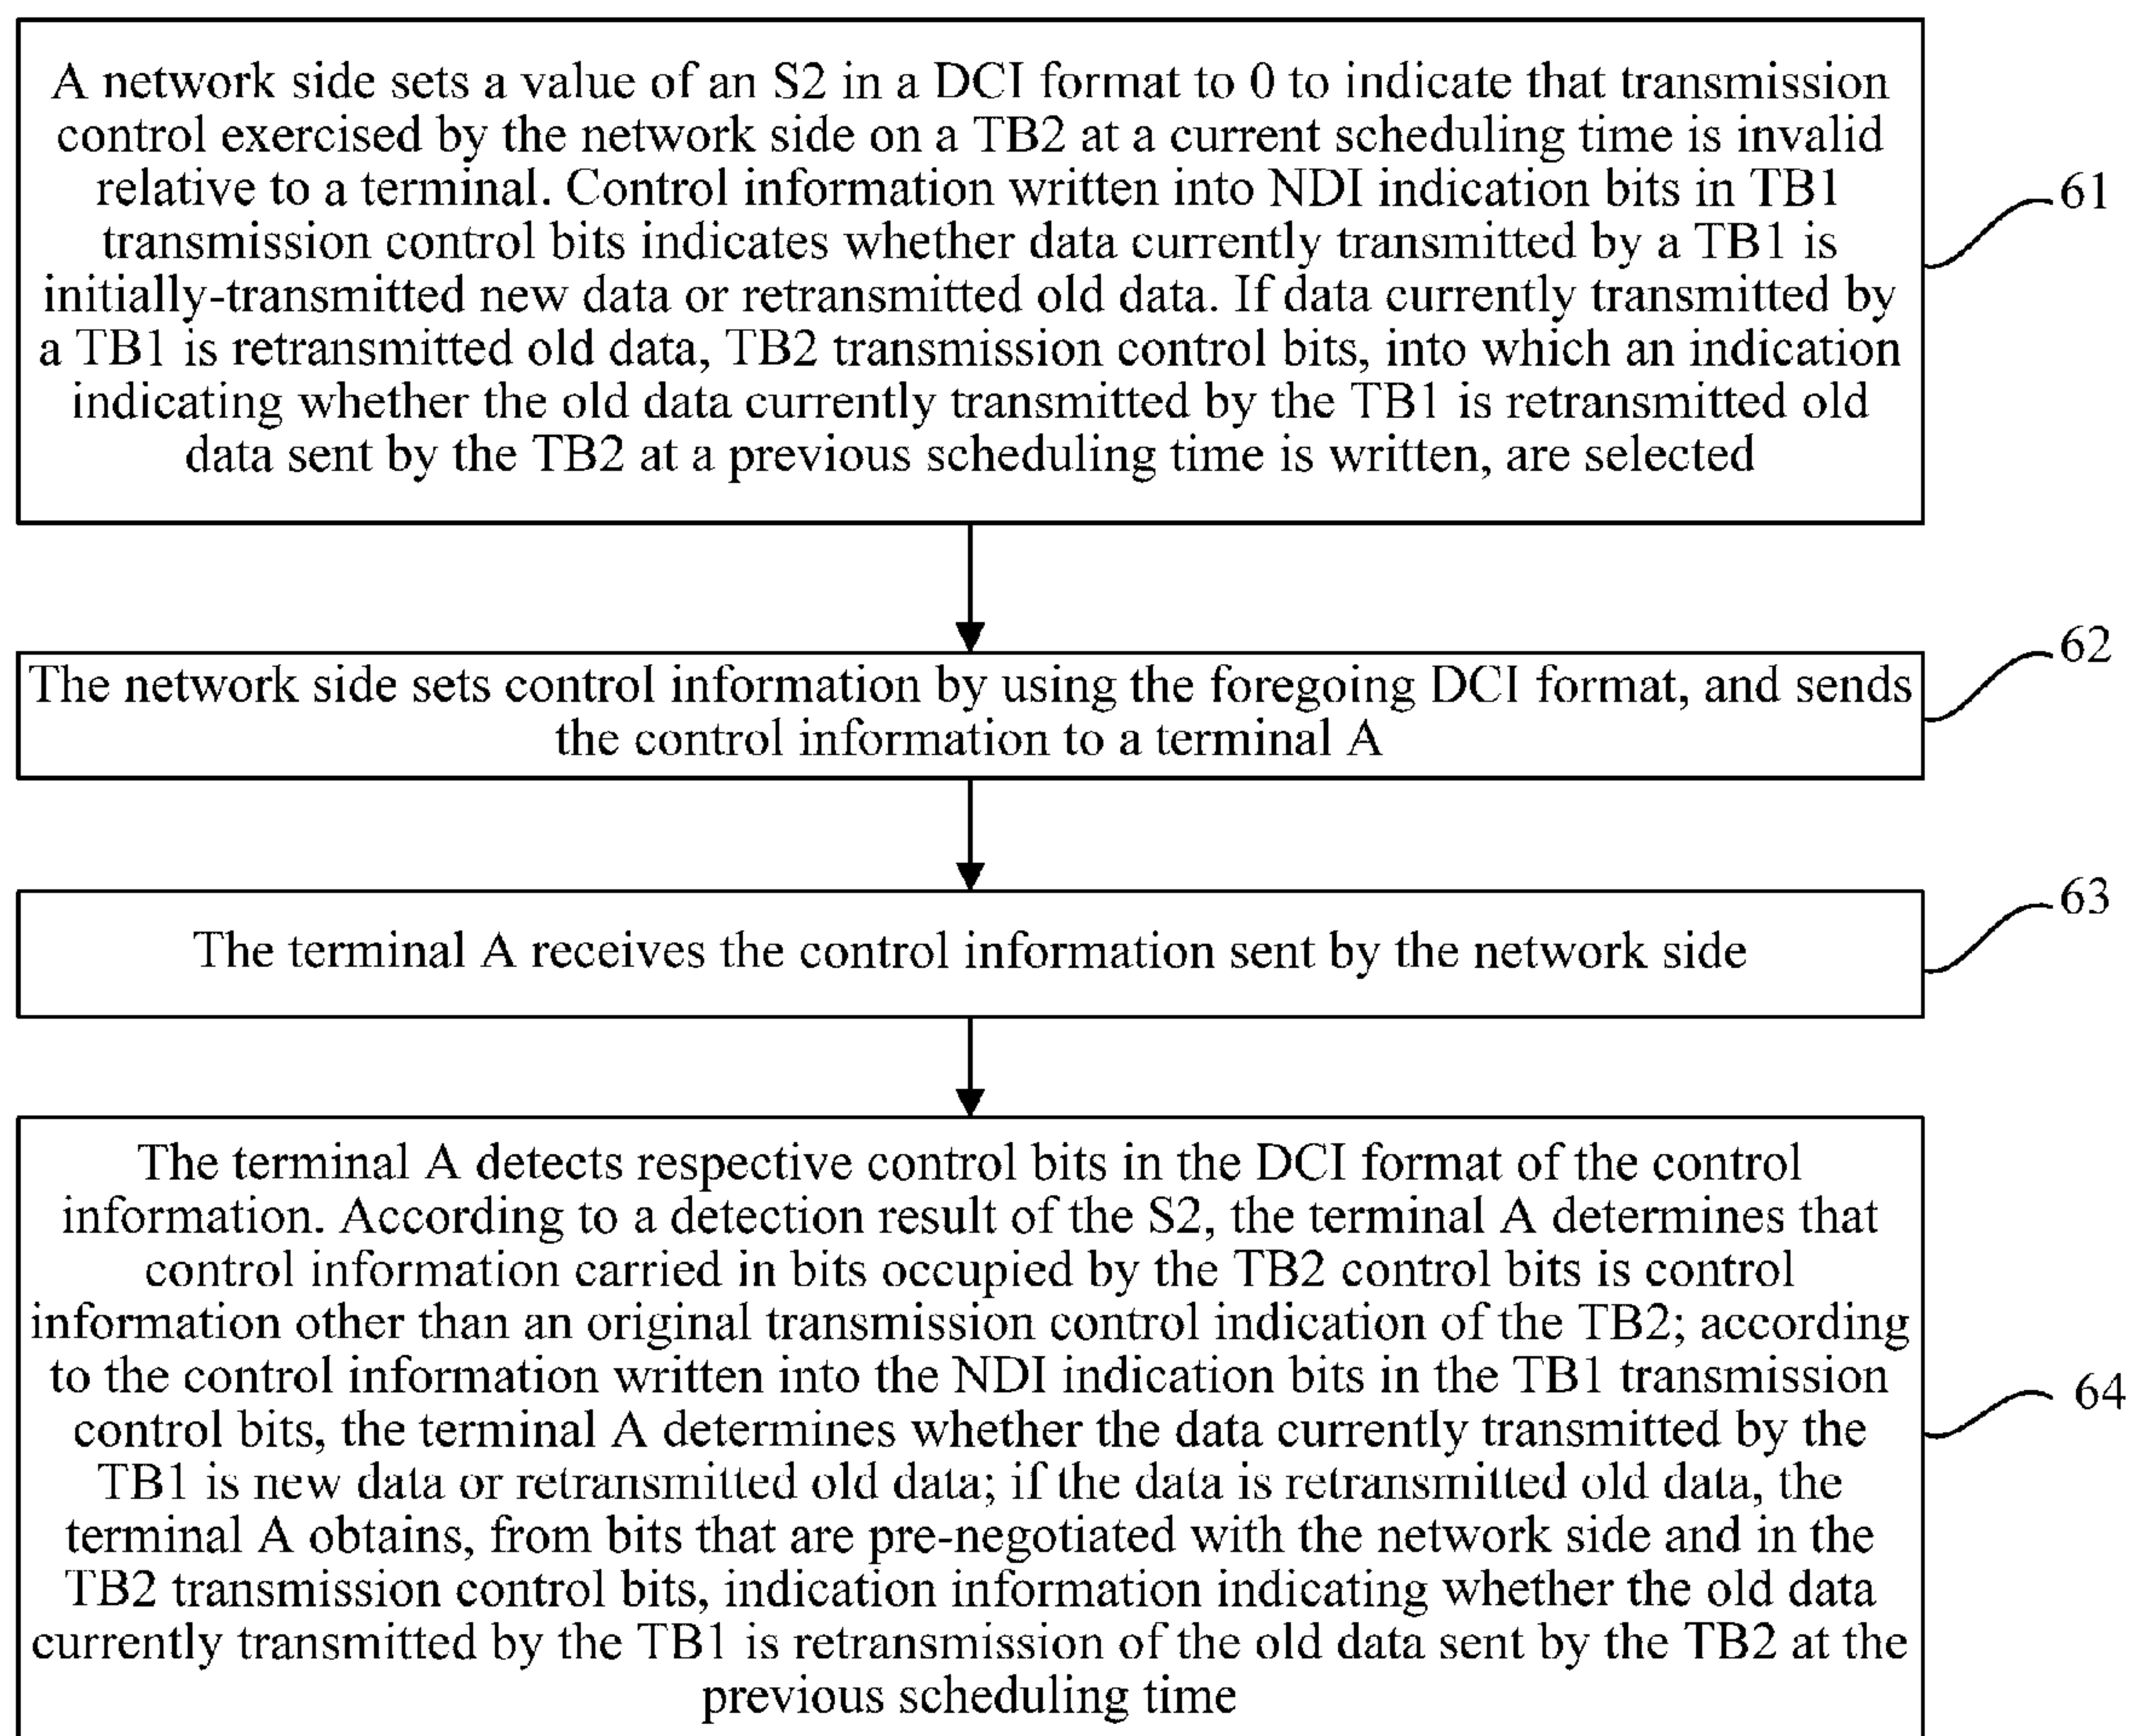 A network side sets a value of an S2 in a DCI format to 0 to indicate that transmission
control exercised by the network side on a TB2 at a current scheduling time is invalid
relative to a terminal. Control information written into NDI indication bits in TB1
transmission control bits indicates whether data currently transmitted by a TB1 is
initially-transmitted new data or retransmitted old data. If data currently transmitted by
a TB1 is retransmitted old data, TB2 transmission control bits, into which an indication
indicating whether the old data currently transmitted by the TB1 is retransmitted old
data sent by the TB2 at a previous scheduling time is written, are selected
61
The network side sets control information by using the foregoing DCI format, and sends
the control information to a terminal A
62
The terminal A receives the control information sent by the network side
63
The terminal A detects respective control bits in the DCI format of the control
information. According to a detection result of the S2, the terminal A determines that
control information carried in bits occupied by the TB2 control bits is control
information other than an original transmission control indication of the TB2; according
to the control information written into the NDI indication bits in the TB1 transmission
control bits, the terminal A determines whether the data currently transmitted by the
TB1 is new data or retransmitted old data; if the data is retransmitted old data, the
terminal A obtains, from bits that are pre-negotiated with the network side and in the
TB2 transmission control bits, indication information indicating whether the old data
currently transmitted by the TB1 is retransmission of the old data sent by the TB2 at the
previous scheduling time
64